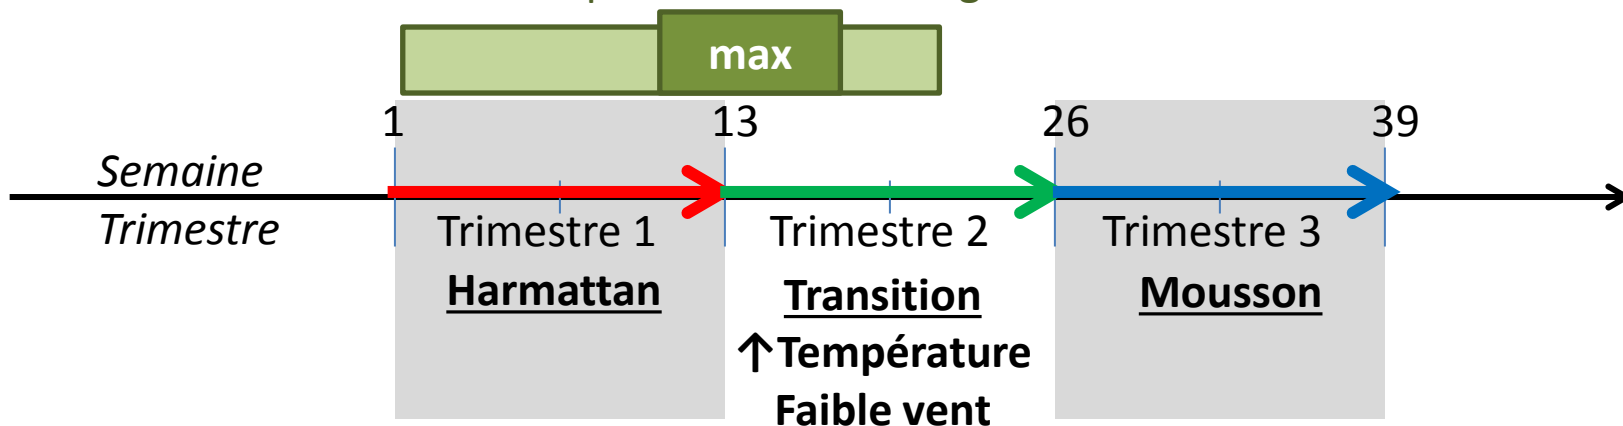 max
1 13 26 39
Semaine
Trimestre
Trimestre 1 Trimestre 2 Trimestre 3
Harmattan Transition Mousson
↑Température
Faible vent